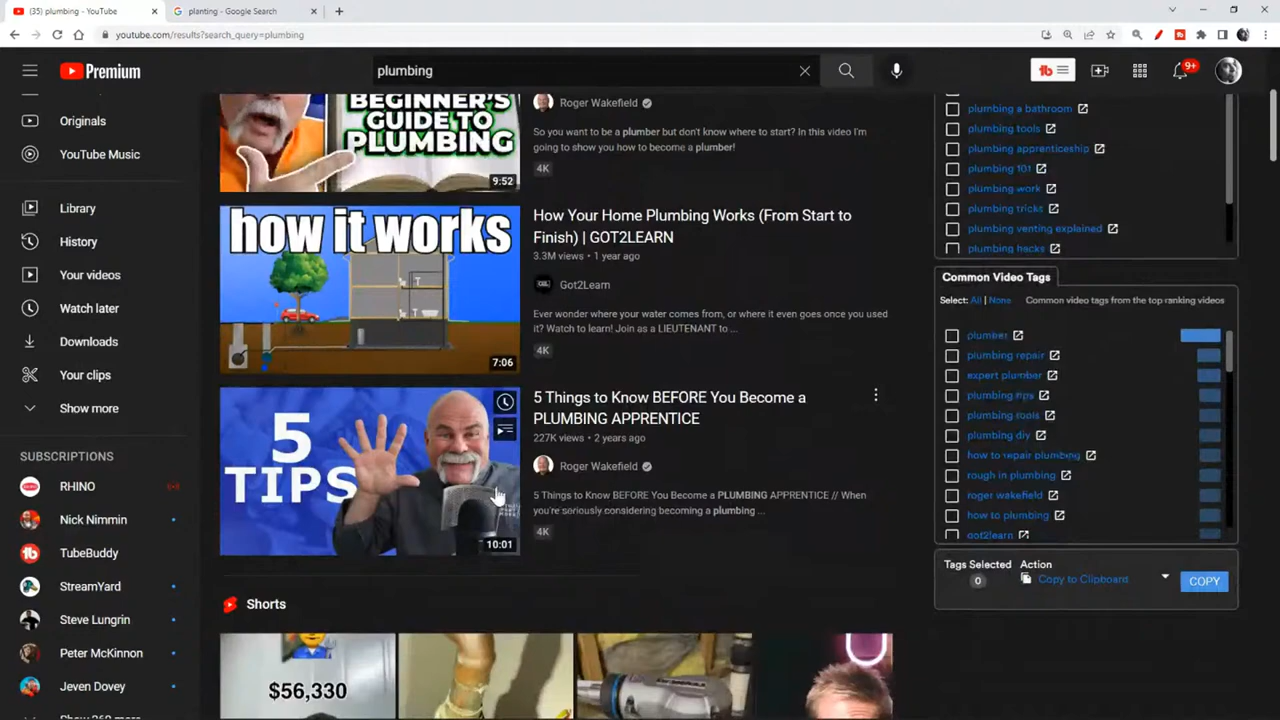 (35) plumbing - YouTube
planting - Google Search
youtube.com/results?search_query=plumbing
Premium
plumbing
9+
Originals
YouTube Music
Library
History
Your videos
Watch later
Downloads
Your clips
Show more
SUBSCRIPTIONS
RHINO
Nick Nimmin
TubeBuddy
StreamYard
Steve Lungrin
Peter McKinnon
Jeven Dovey
BEGINNER'S
GUIDE TO
PLUMBING
9:52
Roger Wakefield
So you want to be a plumber but don't know where to start? In this video I'm
going to show you how to become a plumber!
4K
how it works
7:06
How Your Home Plumbing Works (From Start to
Finish) | GOT2LEARN
3.3M views • 1 year ago
Got2Learn
Ever wonder where your water comes from, or where it even goes once you used
it? Watch to learn! Join as a LIEUTENANT to ...
4K
5
TIPS
10:01
5 Things to Know BEFORE You Become a
PLUMBING APPRENTICE
227K views • 2 years ago
Roger Wakefield
5 Things to Know BEFORE You Become a PLUMBING APPRENTICE // When
you're seriously considering becoming a plumbing ...
4K
Shorts
$56,330
plumbing a bathroom
plumbing tools
plumbing apprenticeship
plumbing 101
plumbing work
plumbing tricks
plumbing venting explained
plumbing hacks
Common Video Tags
Select: All | None
Common video tags from the top ranking videos
plumber
plumbing repair
expert plumber
plumbing tips
plumbing tools
plumbing diy
how to repair plumbing
rough in plumbing
roger wakefield
how to plumbing
got2learn
Tags Selected
0
Action
Copy to Clipboard
COPY